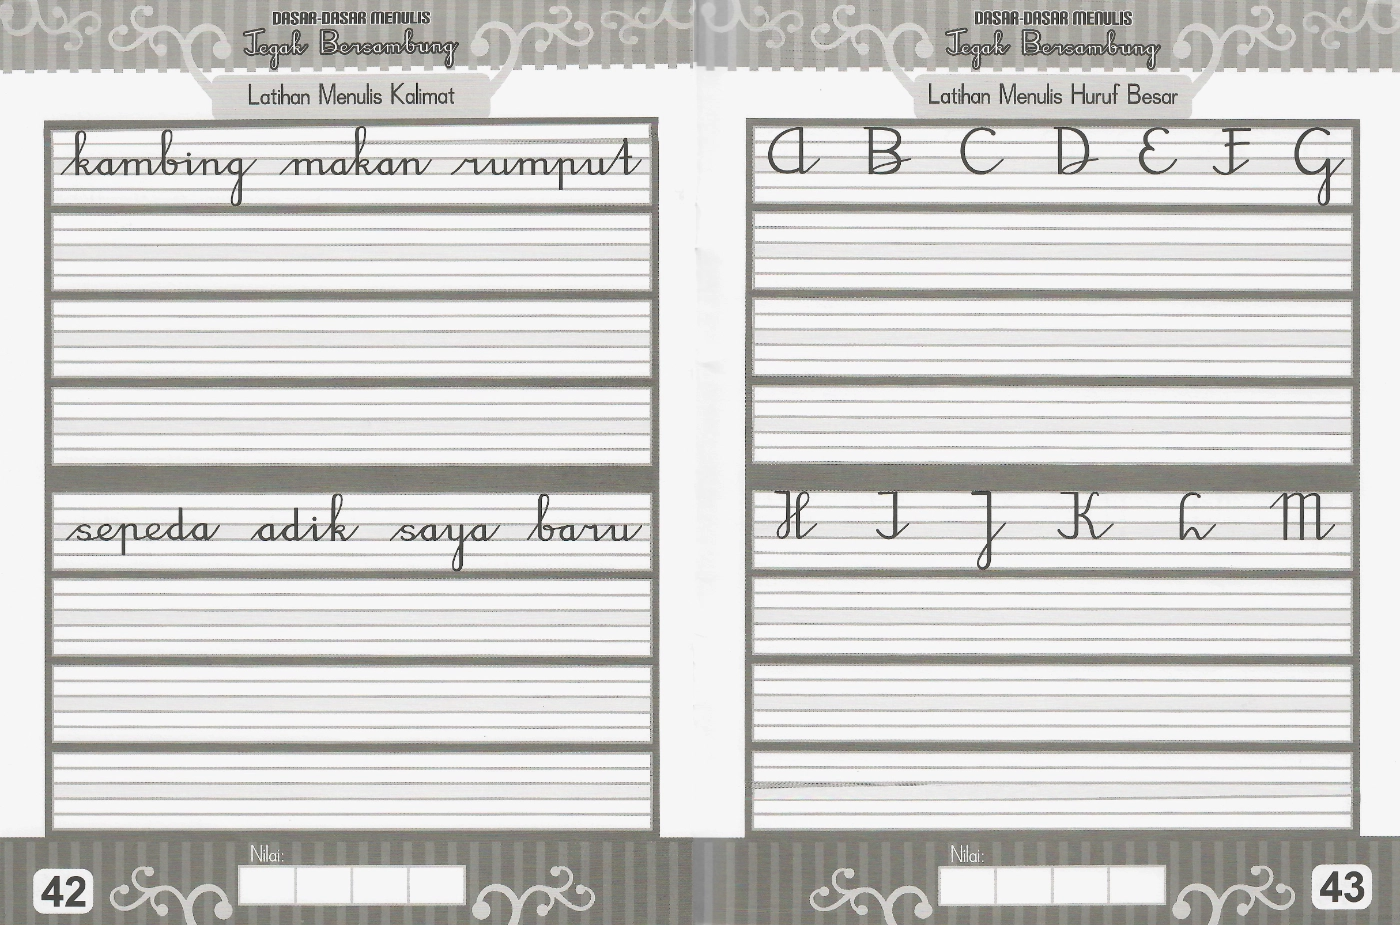 DASAR-DASAR MENULIS
Tegak Bersambung
Latihan Menulis Kalimat
kambing makan rumput
sepeda adik saya baru
Nilai:
42
DASAR-DASAR MENULIS
Tegak Bersambung
Latihan Menulis Huruf Besar
A B C D E F G
H I J K L M
Nilai:
43